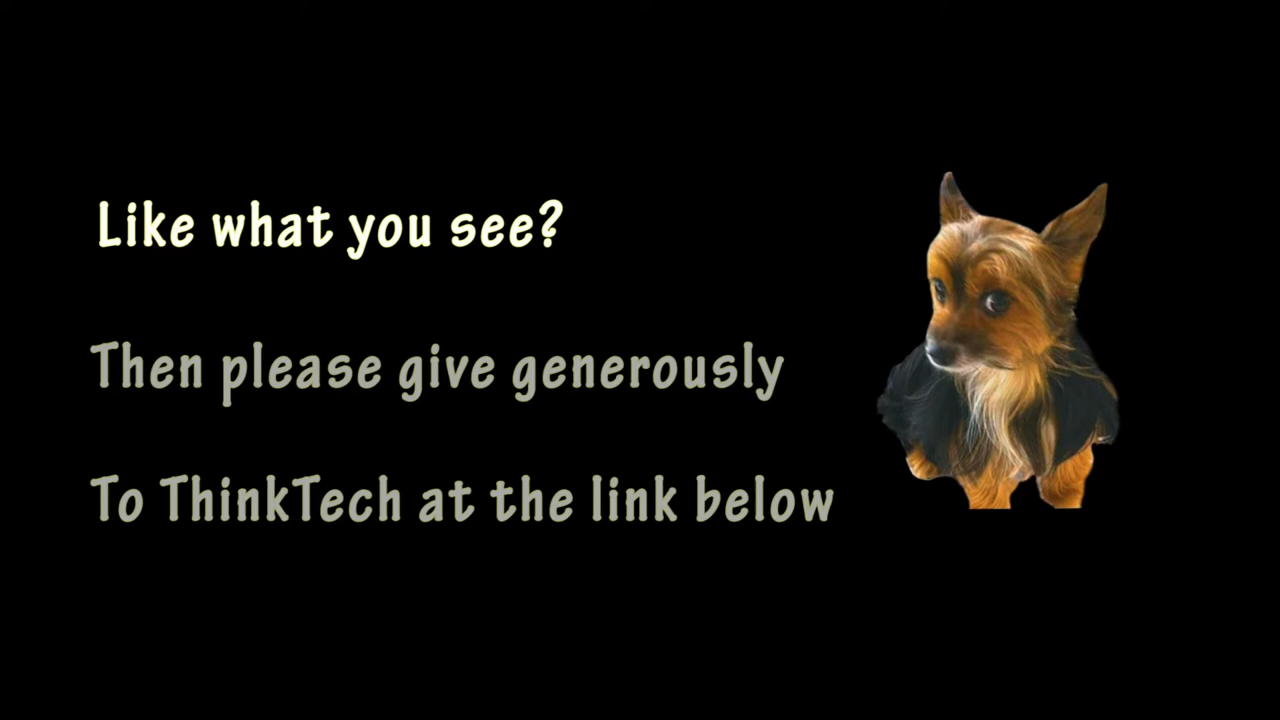 Like what you see?
Then please give generously
To ThinkTech at the link below